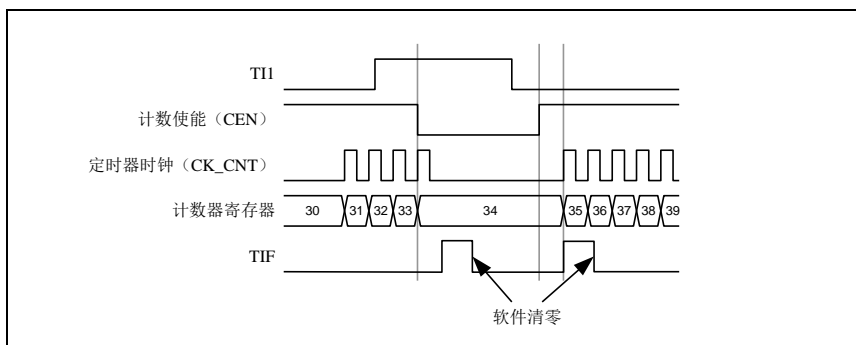 TI1
计数使能（CEN）
定时器时钟（CK_CNT）
计数器寄存器
30 31 32 33 34 35 36 37 38 39
TIF
软件清零